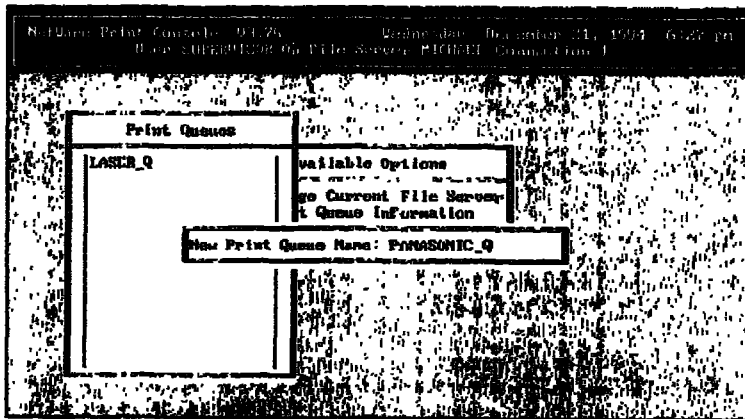 NetWare Print Console V3.76 Wednesday December 21, 1994 6:27 pm
User SUPERVISOR On File Server MICHAEL Connection 1
Print Queues
LASER_Q
vailable Options
ge Current File Server
t Queue Information
New Print Queue Name: PANASONIC_Q